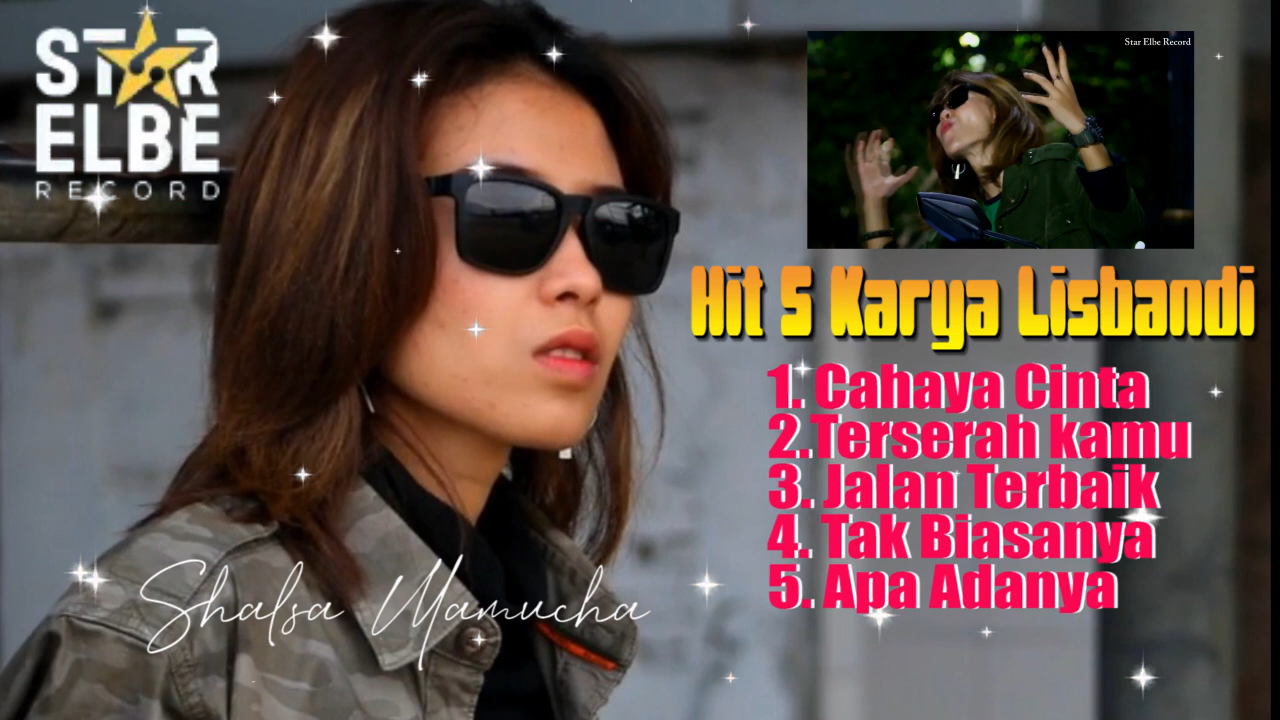 STAR
ELBE
RECORD
Star Elbe Record
Hit 5 Karya Lisbandi
1. Cahaya Cinta
2..Terserah kamu
3. Jalan Terbaik
4. Tak Biasanya
5. Apa Adanya
Shalsa Mamucha